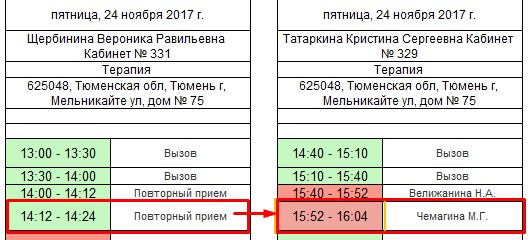 пятница, 24 ноября 2017 г.
Щербинина Вероника Равильевна
Кабинет № 331
Терапия
625048, Тюменская обл, Тюмень г,
Мельникайте ул, дом № 75
13:00 - 13:30 Вызов
13:30 - 14:00 Вызов
14:00 - 14:12 Повторный прием
14:12 - 14:24 Повторный прием
пятница, 24 ноября 2017 г.
Татаркина Кристина Сергеевна Кабинет
№ 329
Терапия
625048, Тюменская обл, Тюмень г,
Мельникайте ул, дом № 75
14:40 - 15:10 Вызов
15:10 - 15:40 Вызов
15:40 - 15:52 Велижанина Н.А.
15:52 - 16:04 Чемагина М.Г.